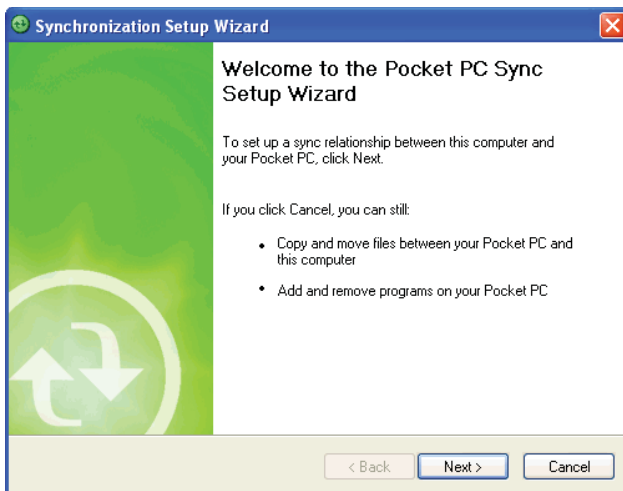 Synchronization Setup Wizard
Welcome to the Pocket PC Sync
Setup Wizard
To set up a sync relationship between this computer and
your Pocket PC, click Next.
If you click Cancel, you can still:
• Copy and move files between your Pocket PC and
this computer
• Add and remove programs on your Pocket PC
< Back Next > Cancel